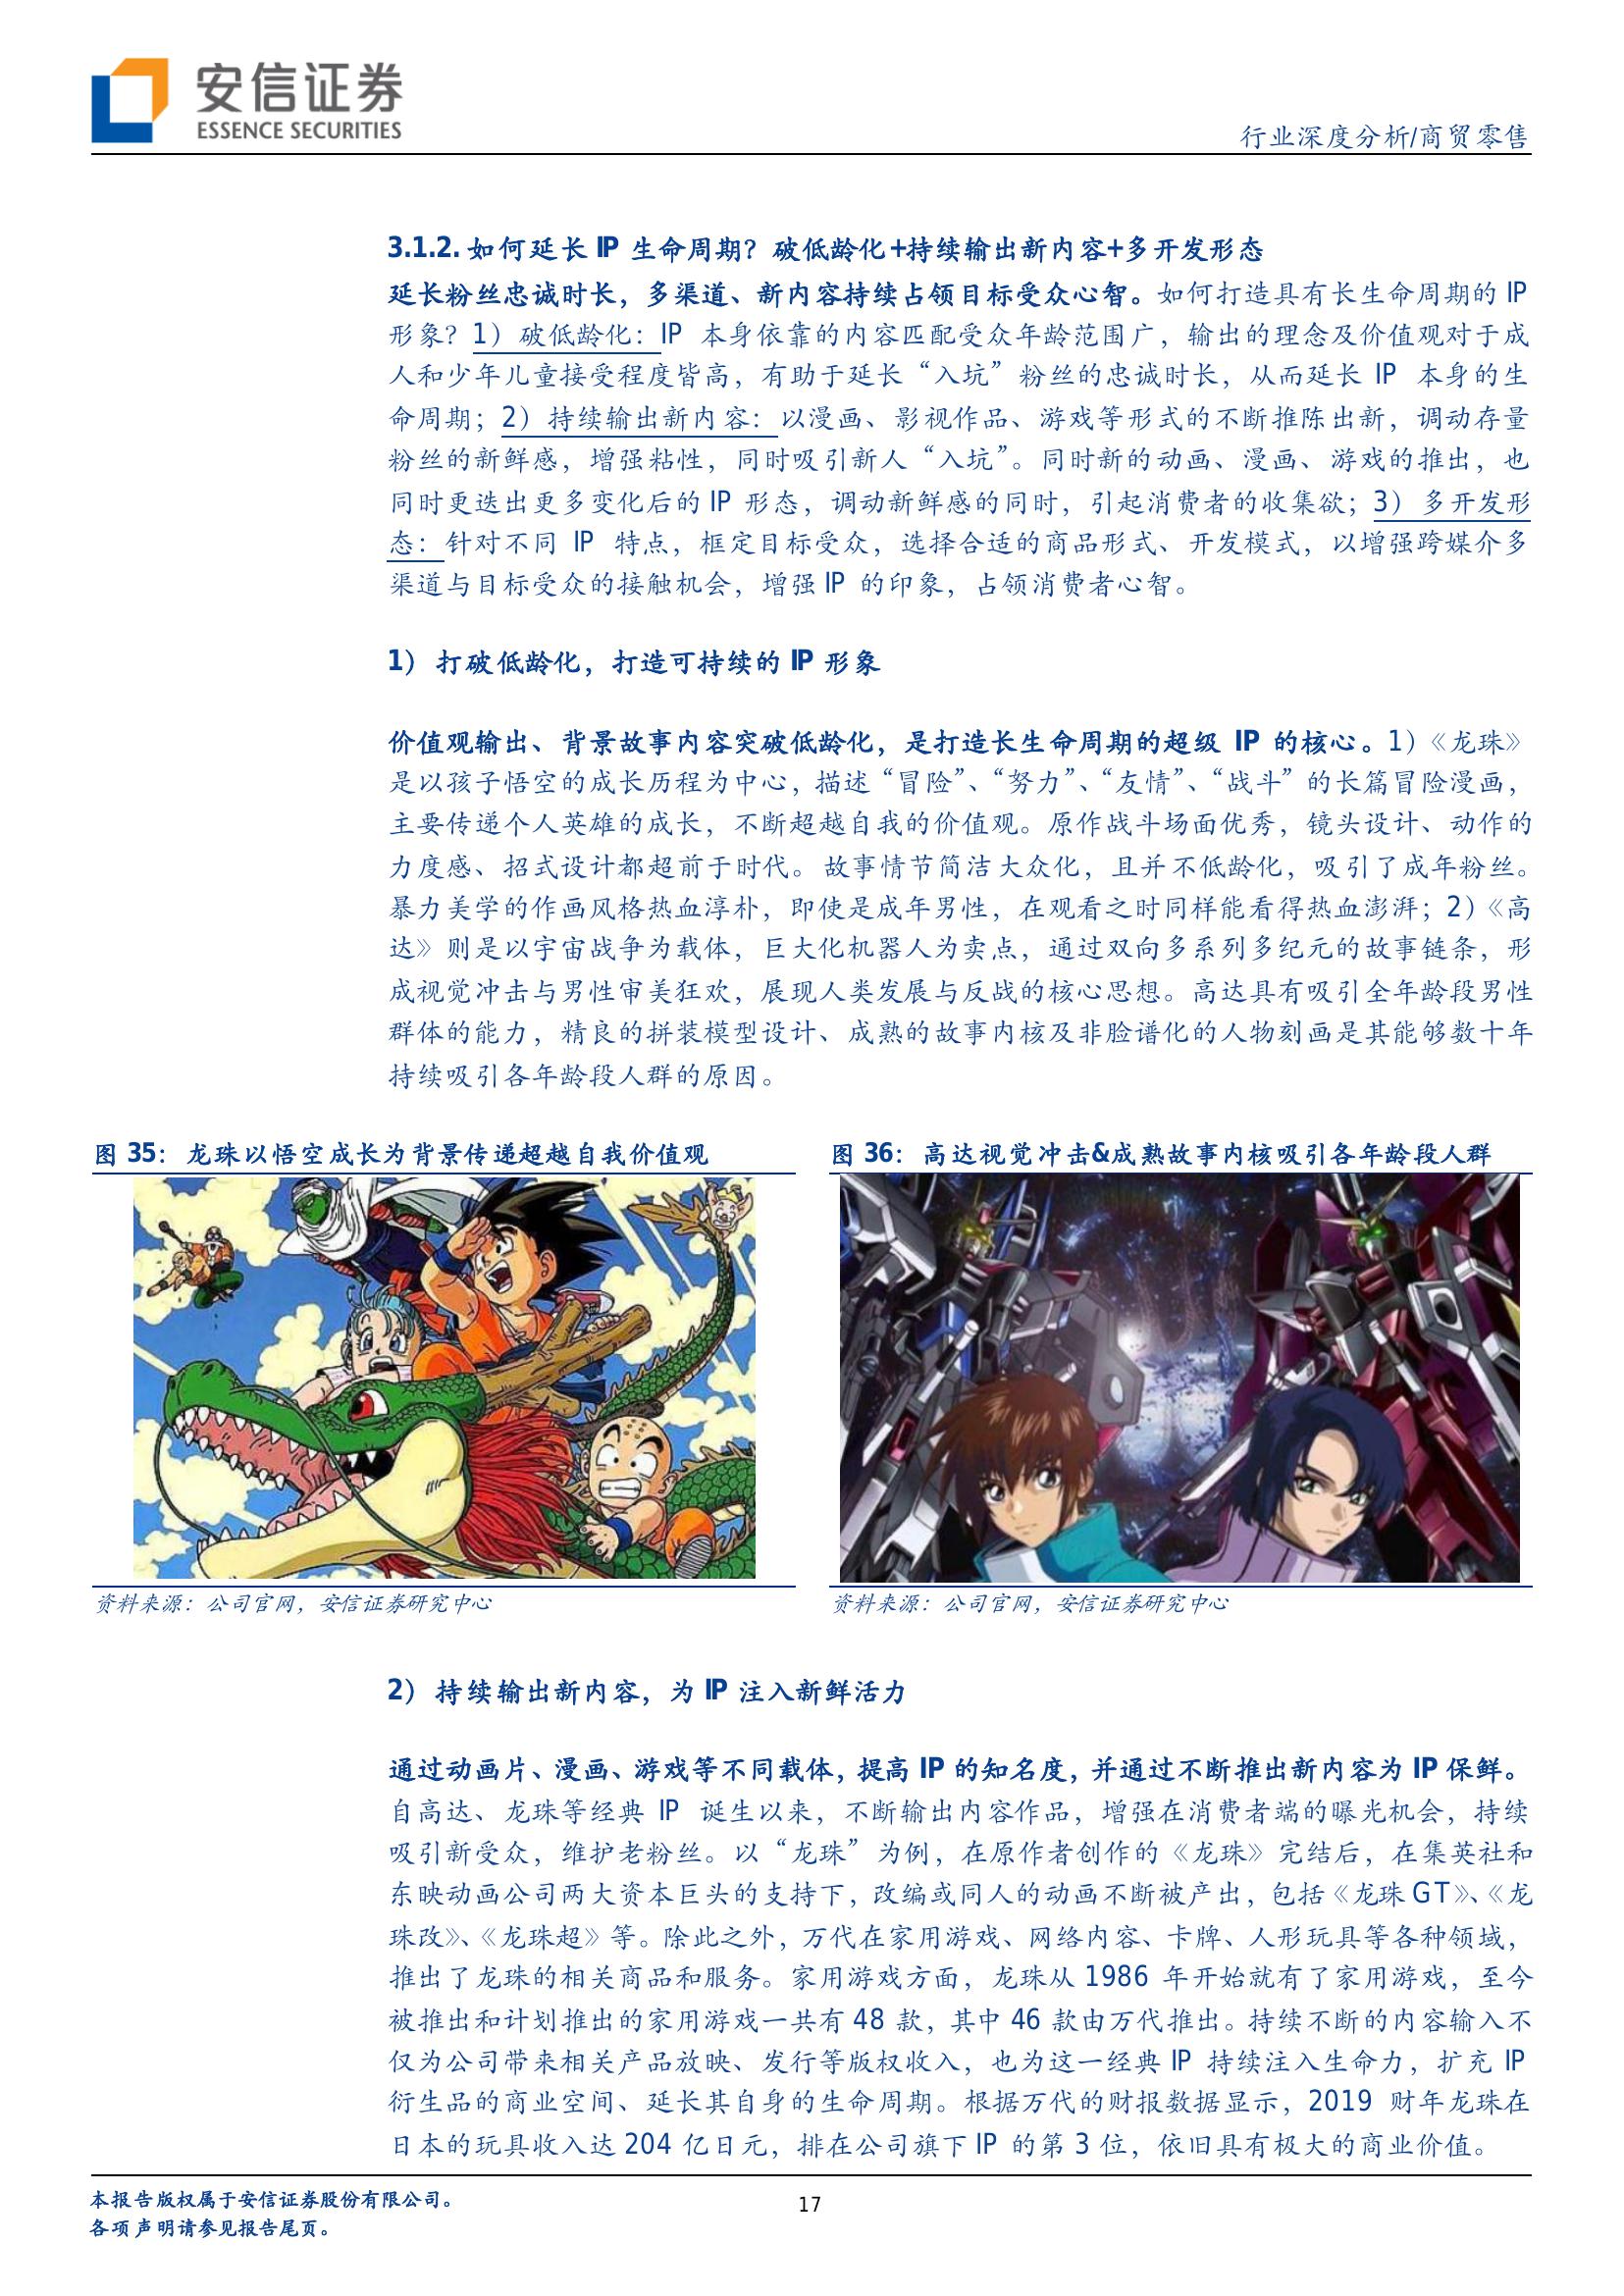 安信证券
ESSENCE SECURITIES
行业深度分析/商贸零售
3.1.2. 如何延长 IP 生命周期？破低龄化+持续输出新内容+多开发形态
延长粉丝忠诚时长，多渠道、新内容持续占领目标受众心智。如何打造具有长生命周期的 IP
形象？1）破低龄化：IP 本身依靠的内容匹配受众年龄范围广，输出的理念及价值观对于成
人和少年儿童接受程度皆高，有助于延长“入坑”粉丝的忠诚时长，从而延长 IP 本身的生
命周期；2）持续输出新内容：以漫画、影视作品、游戏等形式的不断推陈出新，调动存量
粉丝的新鲜感，增强粘性，同时吸引新人“入坑”。同时新的动画、漫画、游戏的推出，也
同时更迭出更多变化后的 IP 形态，调动新鲜感的同时，引起消费者的收集欲；3）多开发形
态：针对不同 IP 特点，框定目标受众，选择合适的商品形式、开发模式，以增强跨媒介多
渠道与目标受众的接触机会，增强 IP 的印象，占领消费者心智。
1）打破低龄化，打造可持续的 IP 形象
价值观输出、背景故事内容突破低龄化，是打造长生命周期的超级 IP 的核心。1）《龙珠》
是以孩子悟空的成长历程为中心，描述“冒险”、“努力”、“友情”、“战斗”的长篇冒险漫画，
主要传递个人英雄的成长，不断超越自我的价值观。原作战斗场面优秀，镜头设计、动作的
力度感、招式设计都超前于时代。故事情节简洁大众化，且并不低龄化，吸引了成年粉丝。
暴力美学的作画风格热血淳朴，即使是成年男性，在观看之时同样能看得热血澎湃；2）《高
达》则是以宇宙战争为载体，巨大化机器人为卖点，通过双向多系列多纪元的故事链条，形
成视觉冲击与男性审美狂欢，展现人类发展与反战的核心思想。高达具有吸引全年龄段男性
群体的能力，精良的拼装模型设计、成熟的故事内核及非脸谱化的人物刻画是其能够数十年
持续吸引各年龄段人群的原因。
图 35：龙珠以悟空成长为背景传递超越自我价值观
图 36：高达视觉冲击&成熟故事内核吸引各年龄段人群
资料来源：公司官网，安信证券研究中心
资料来源：公司官网，安信证券研究中心
2）持续输出新内容，为 IP 注入新鲜活力
通过动画片、漫画、游戏等不同载体，提高 IP 的知名度，并通过不断推出新内容为 IP 保鲜。
自高达、龙珠等经典 IP 诞生以来，不断输出内容作品，增强在消费者端的曝光机会，持续
吸引新受众，维护老粉丝。以“龙珠”为例，在原作者创作的《龙珠》完结后，在集英社和
东映动画公司两大资本巨头的支持下，改编或同人的动画不断被产出，包括《龙珠 GT》、《龙
珠改》、《龙珠超》等。除此之外，万代在家用游戏、网络内容、卡牌、人形玩具等各种领域，
推出了龙珠的相关商品和服务。家用游戏方面，龙珠从 1986 年开始就有了家用游戏，至今
被推出和计划推出的家用游戏一共有 48 款，其中 46 款由万代推出。持续不断的内容输入不
仅为公司带来相关产品放映、发行等版权收入，也为这一经典 IP 持续注入生命力，扩充 IP
衍生品的商业空间、延长其自身的生命周期。根据万代的财报数据显示，2019 财年龙珠在
日本的玩具收入达 204 亿日元，排在公司旗下 IP 的第 3 位，依旧具有极大的商业价值。
本报告版权属于安信证券股份有限公司。
各项声明请参见报告尾页。
17